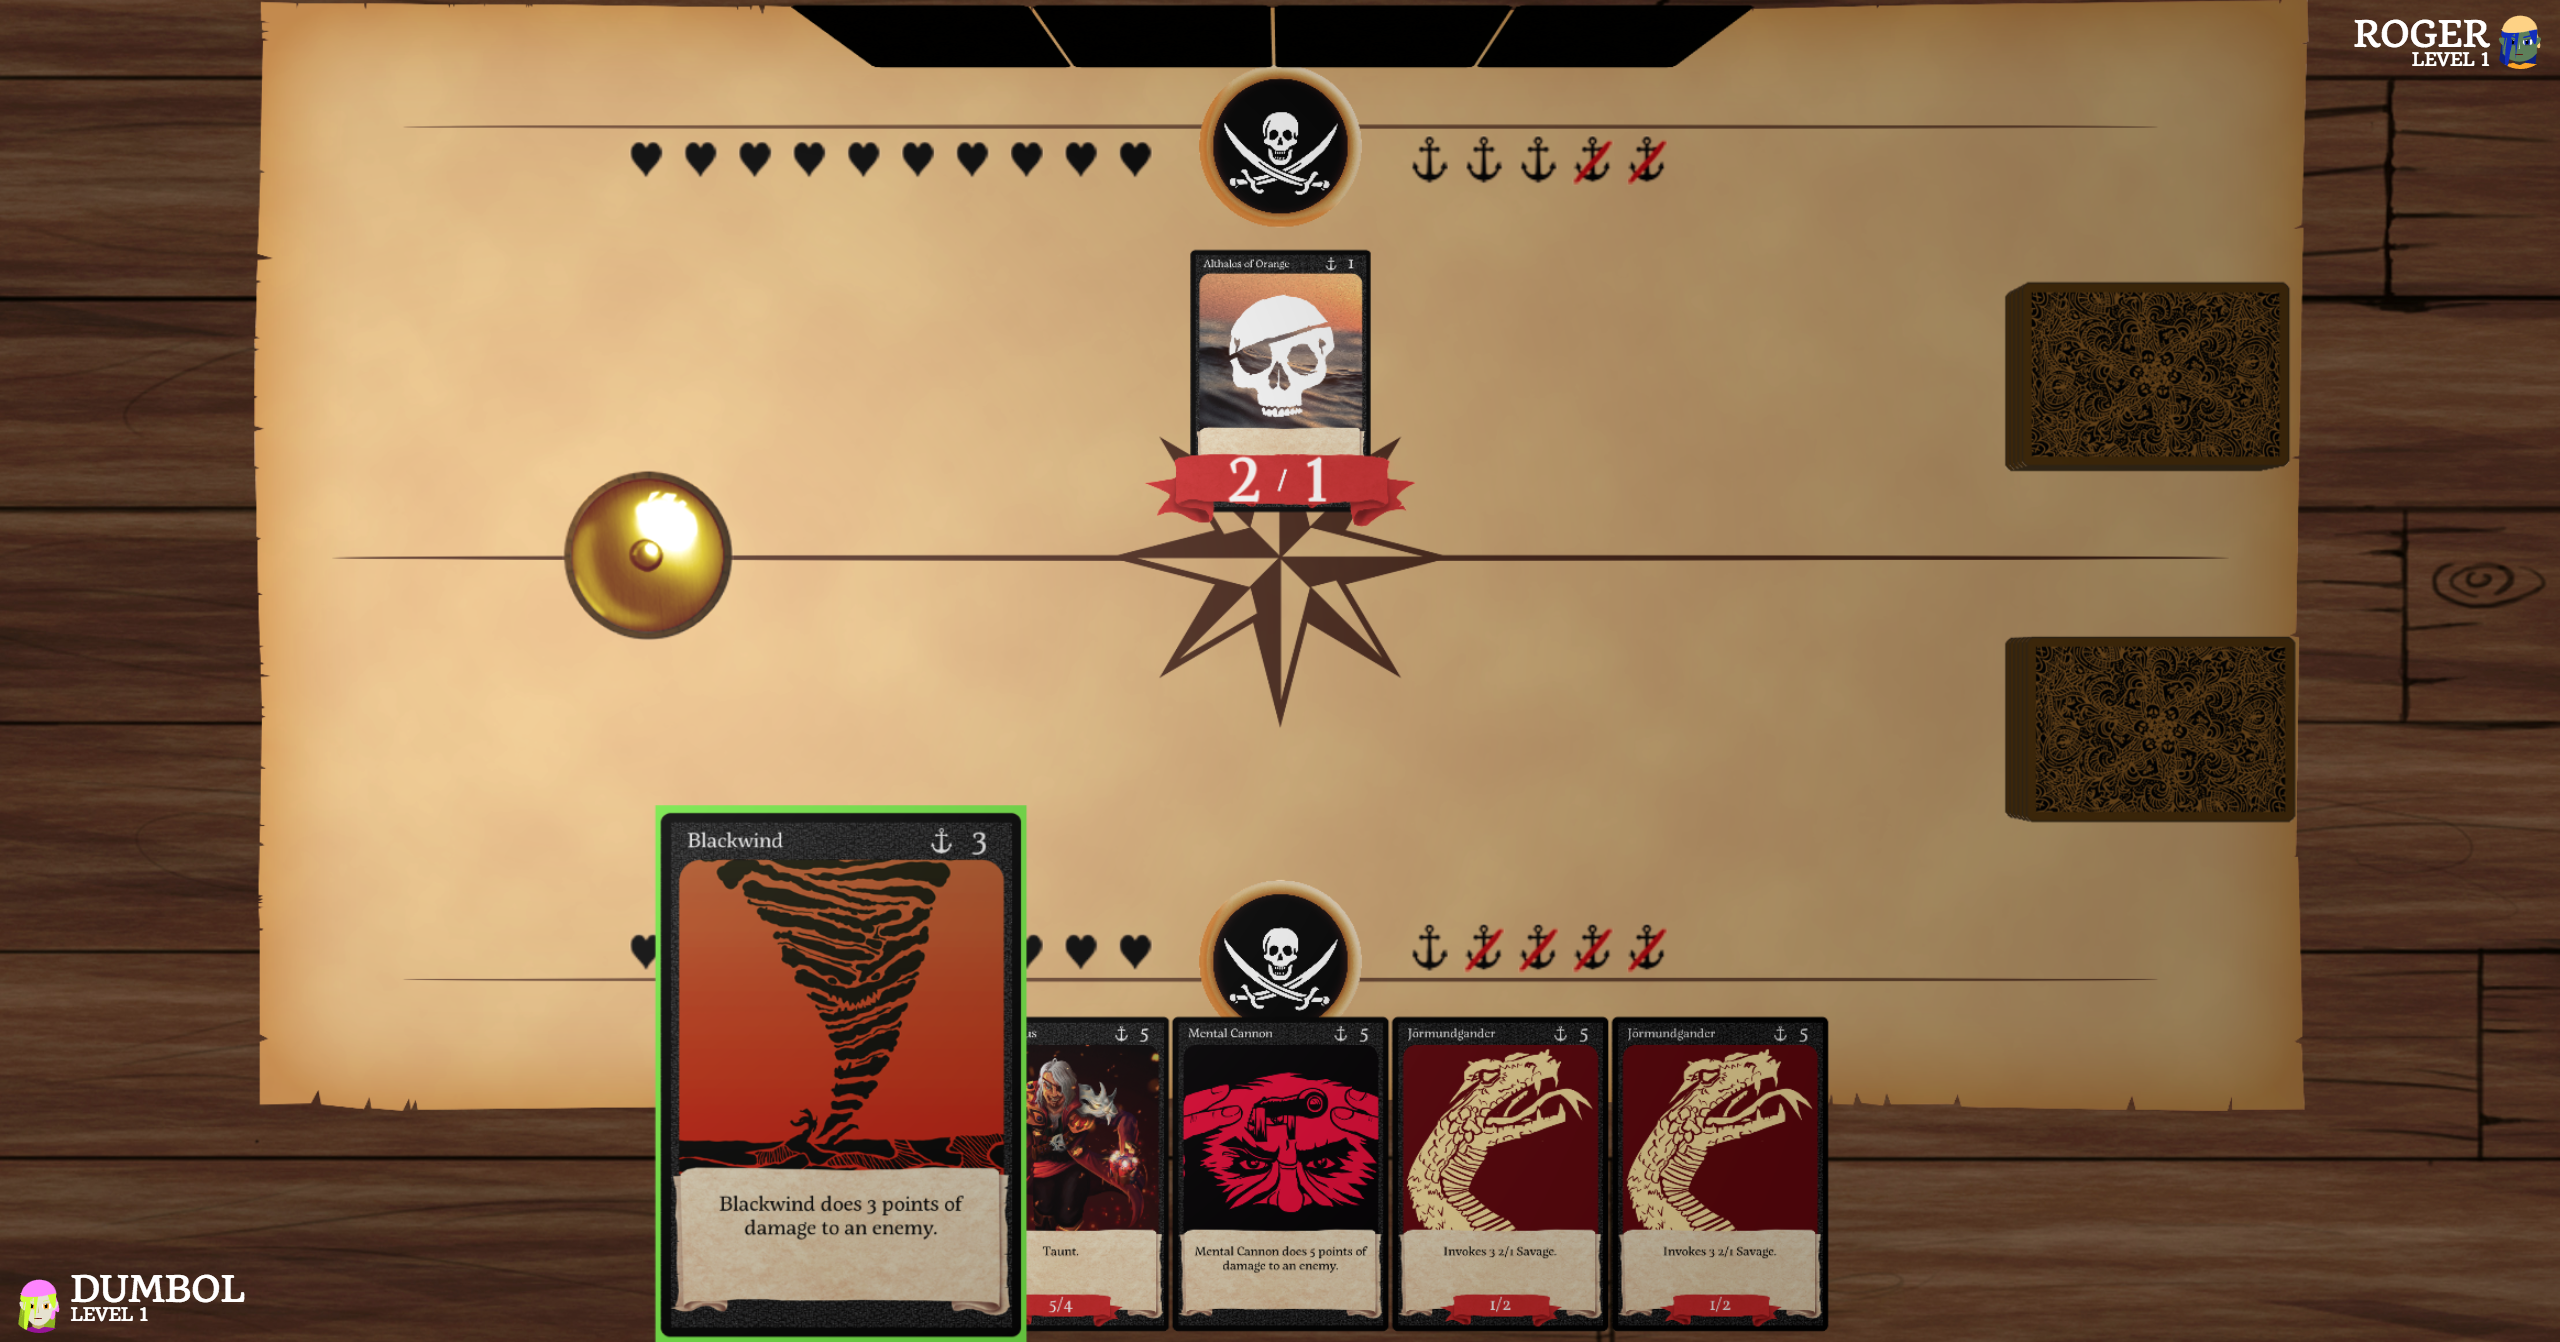 ROGER
LEVEL 1
Althalos of Orange 1
2 / 1
Blackwind 3
Blackwind does 3 points of
damage to an enemy.
5
Taunt.
5/4
Mental Cannon 5
Mental Cannon does 5 points of
damage to an enemy.
Jörmundgander 5
Invokes 3 2/1 Savage.
1/2
Jörmundgander 5
Invokes 3 2/1 Savage.
1/2
DUMBOL
LEVEL 1